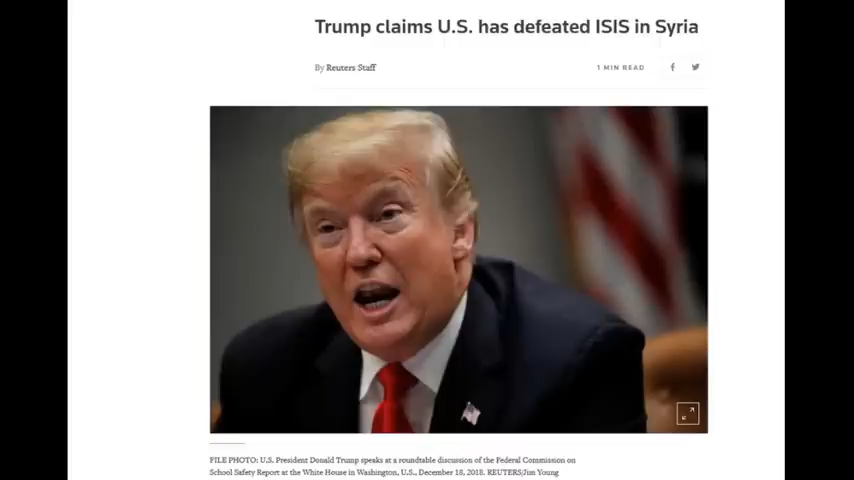 Trump claims U.S. has defeated ISIS in Syria
By Reuters Staff
1 MIN READ
FILE PHOTO: U.S. President Donald Trump speaks at a roundtable discussion of the Federal Commission on
School Safety Report at the White House in Washington, U.S., December 18, 2018. REUTERS/Jim Young